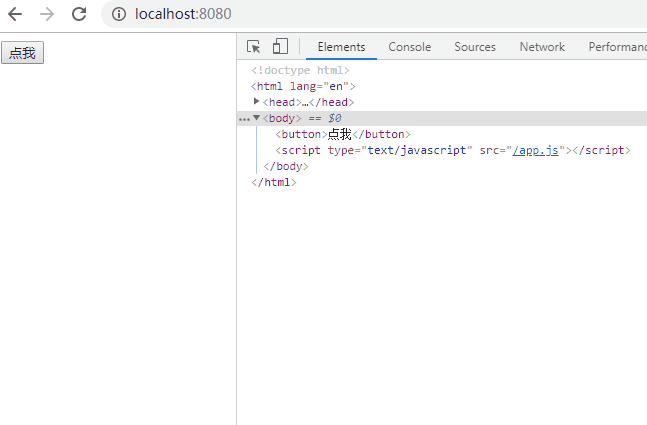 localhost:8080
点我
Elements Console Sources Network Performanc
<!doctype html>
<html lang="en">
<head>…</head>
… <body> == $0
<button>点我</button>
<script type="text/javascript" src="/app.js"></script>
</body>
</html>